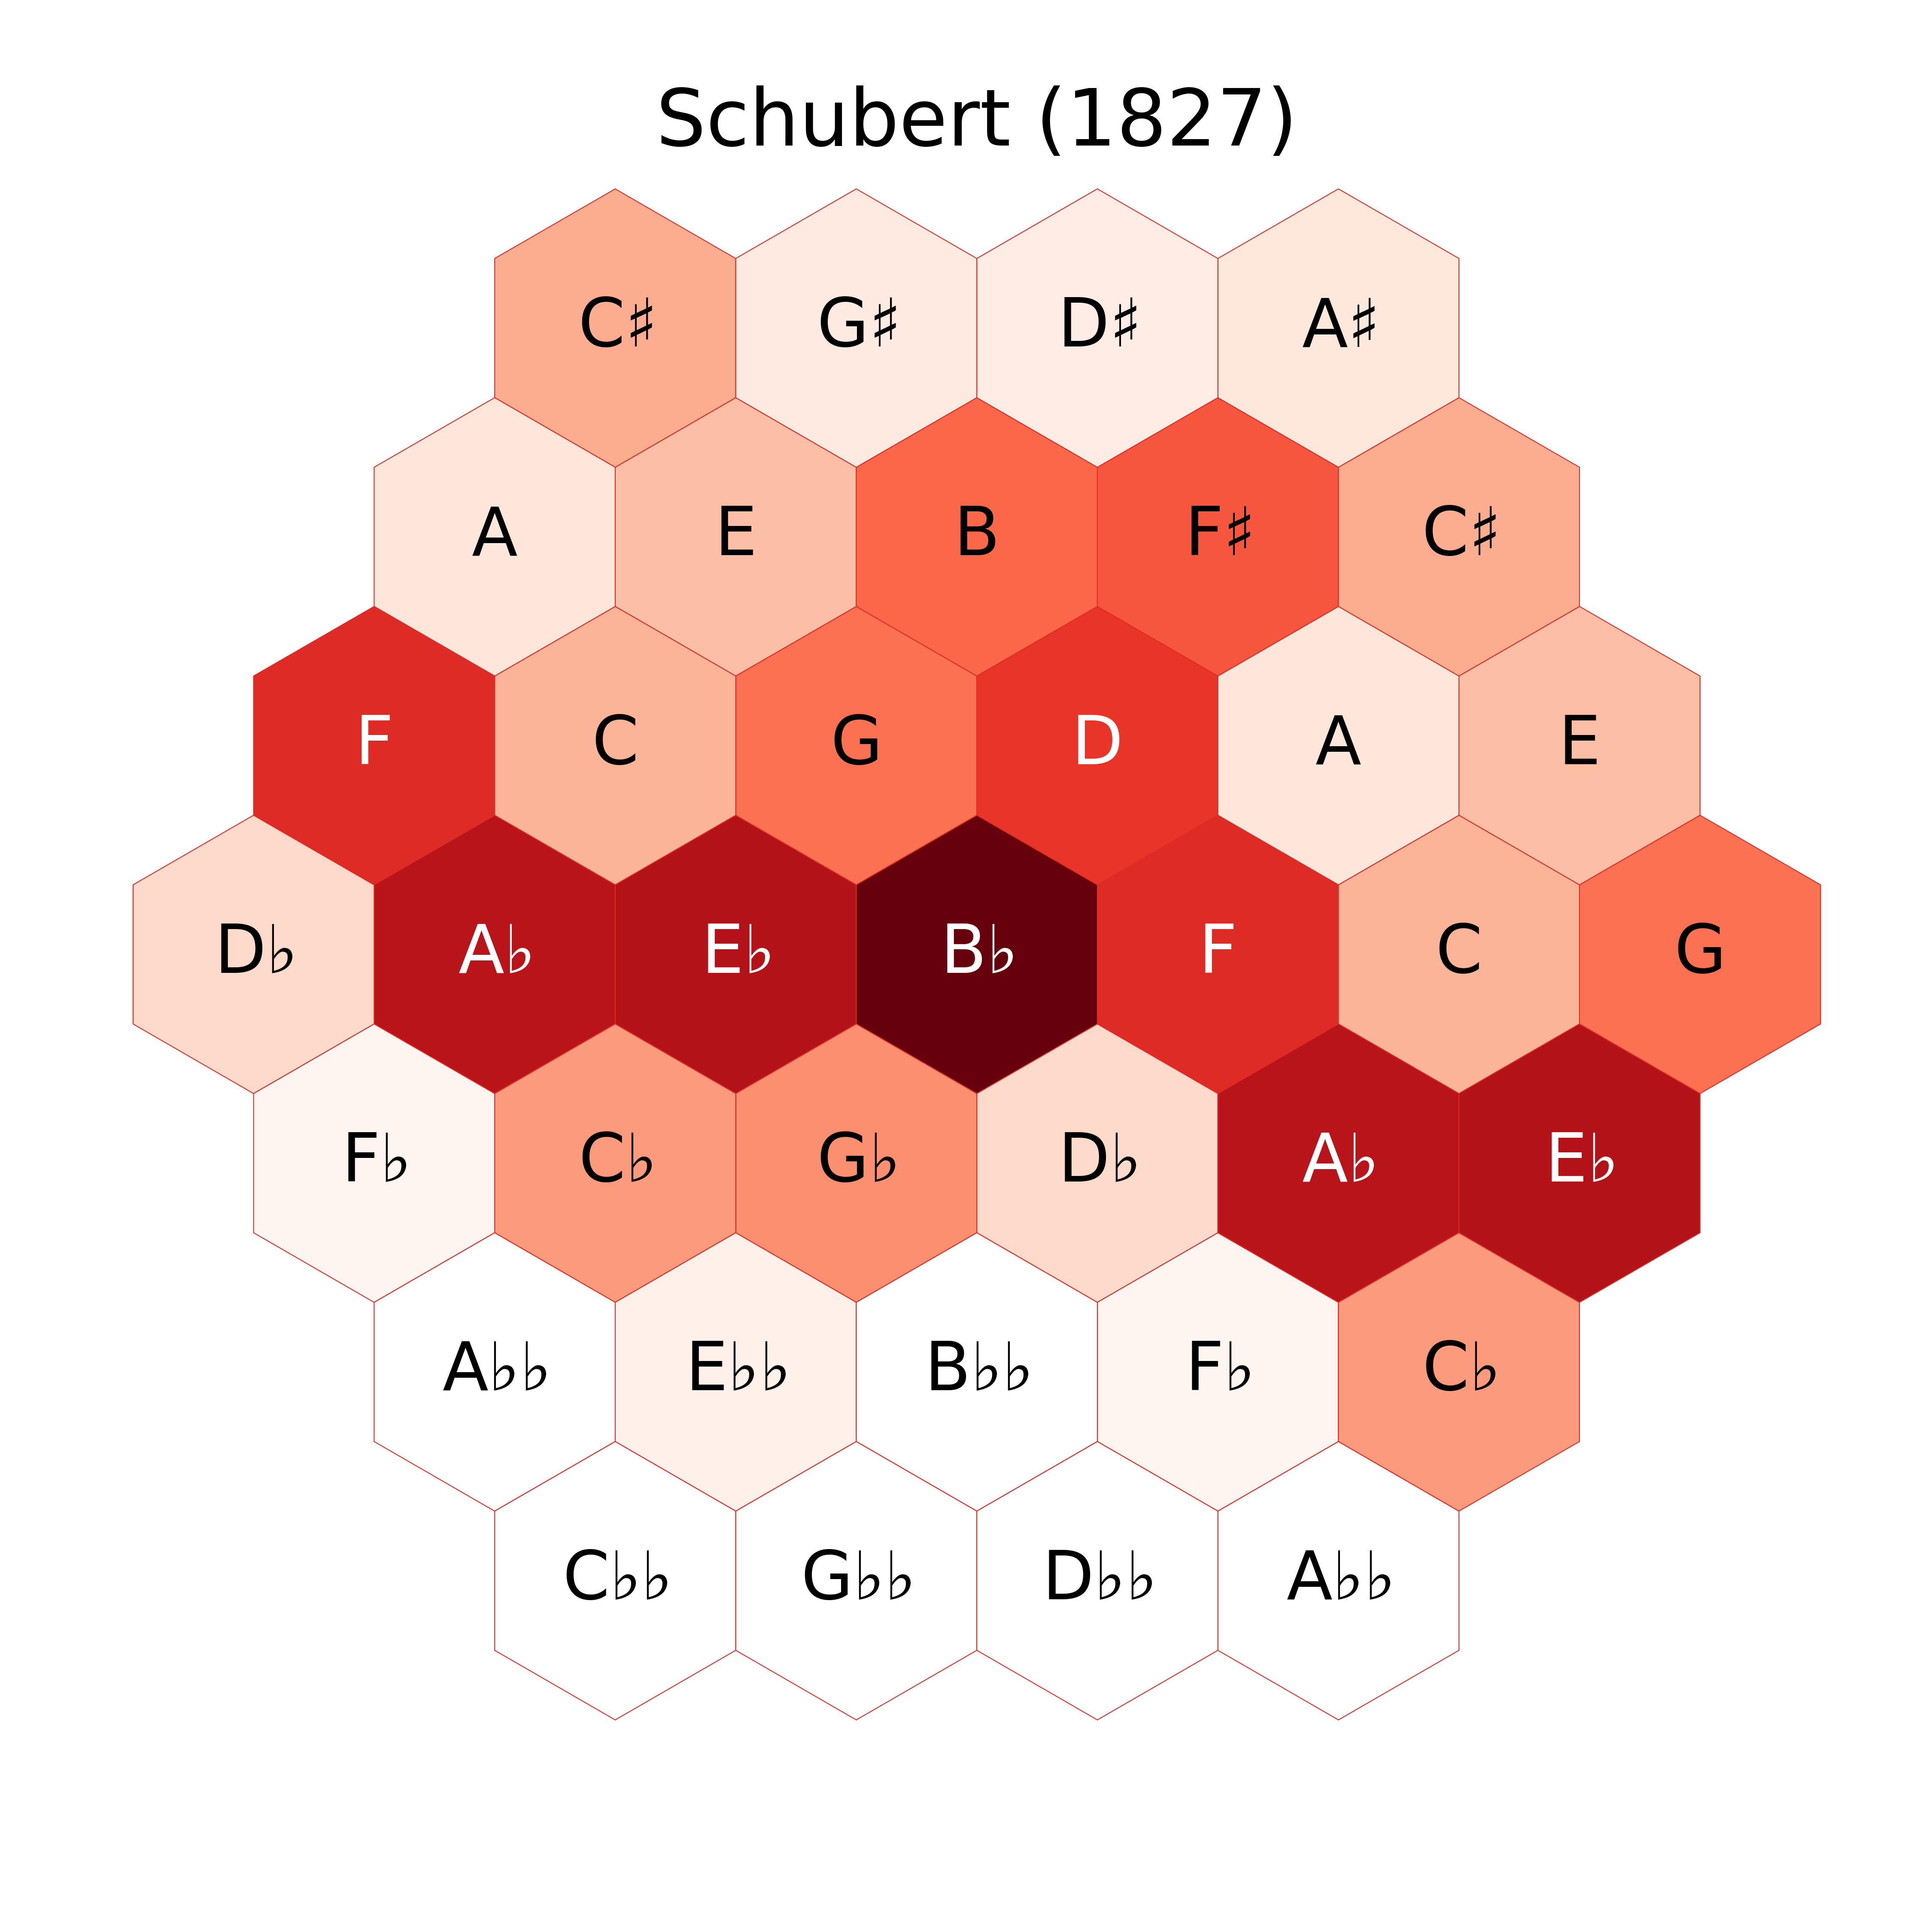 Schubert (1827)
C♯ G♯ D♯ A♯
A E B F♯ C♯
F C G D A E
D♭ A♭ E♭ B♭ F C G
F♭ C♭ G♭ D♭ A♭ E♭
A♭♭ E♭♭ B♭♭ F♭ C♭
C♭♭ G♭♭ D♭♭ A♭♭